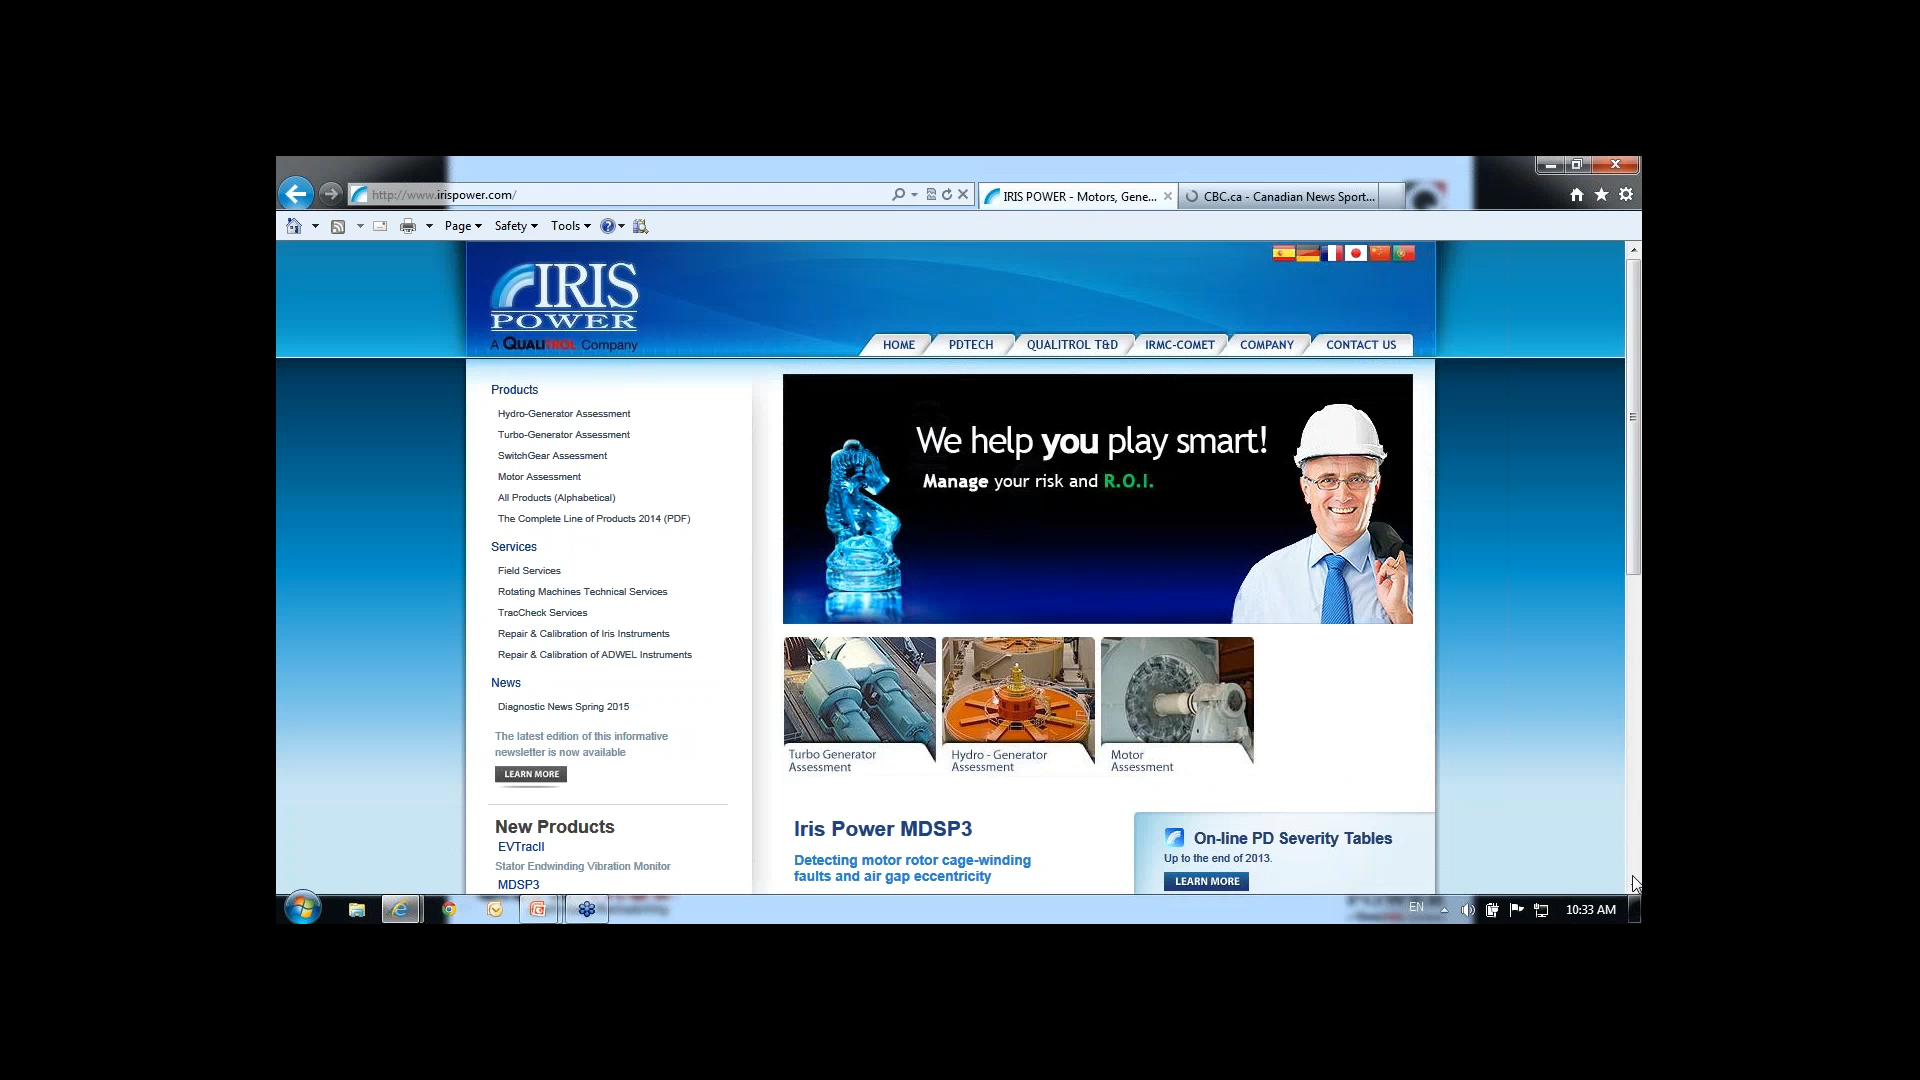 http://www.irispower.com/
IRIS POWER - Motors, Gene...
CBC.ca - Canadian News Sport...
Page
Safety
Tools
IRIS
POWER
A QUALITROL Company
HOME
PDTECH
QUALITROL T&D
IRMC-COMET
COMPANY
CONTACT US
Products
Hydro-Generator Assessment
Turbo-Generator Assessment
SwitchGear Assessment
Motor Assessment
All Products (Alphabetical)
The Complete Line of Products 2014 (PDF)
Services
Field Services
Rotating Machines Technical Services
TracCheck Services
Repair & Calibration of Iris Instruments
Repair & Calibration of ADWEL Instruments
News
Diagnostic News Spring 2015
The latest edition of this informative
newsletter is now available
LEARN MORE
New Products
EVTracII
Stator Endwinding Vibration Monitor
MDSP3
We help you play smart!
Manage your risk and R.O.I.
Turbo Generator
Assessment
Hydro - Generator
Assessment
Motor
Assessment
Iris Power MDSP3
Detecting motor rotor cage-winding
faults and air gap eccentricity
On-line PD Severity Tables
Up to the end of 2013.
LEARN MORE
EN
10:33 AM